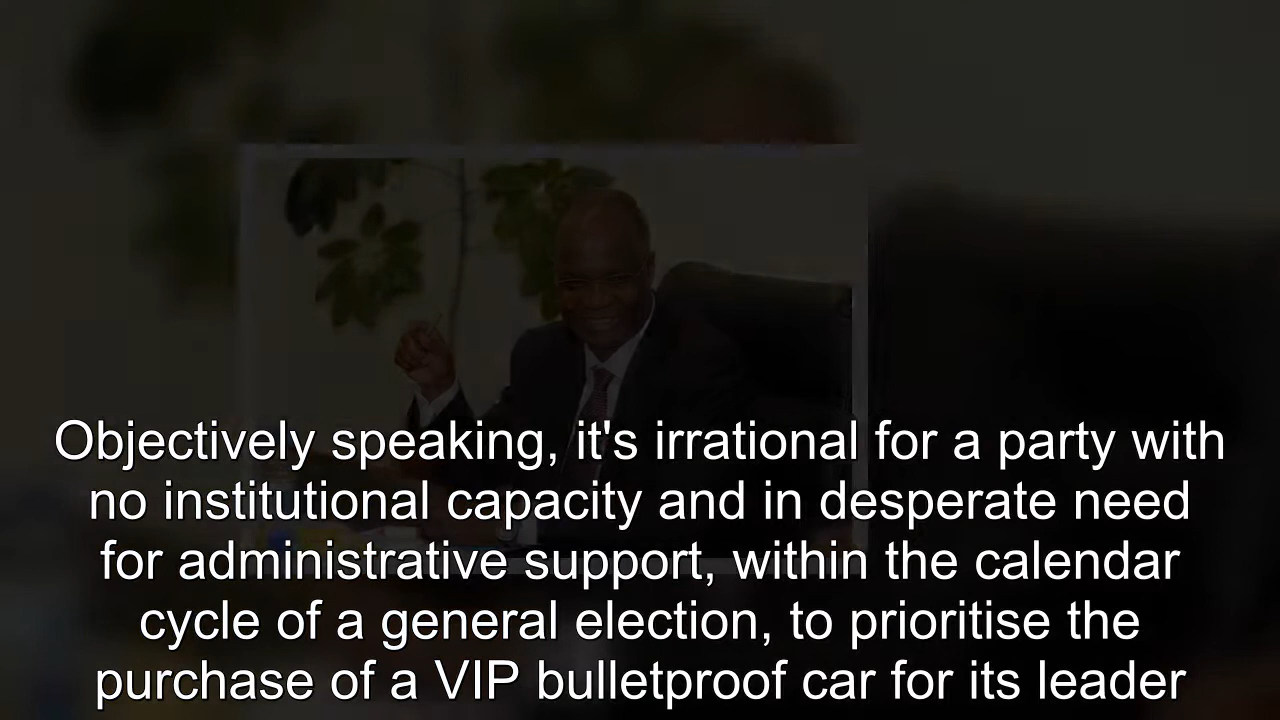 Objectively speaking, it's irrational for a party with
no institutional capacity and in desperate need
for administrative support, within the calendar
cycle of a general election, to prioritise the
purchase of a VIP bulletproof car for its leader